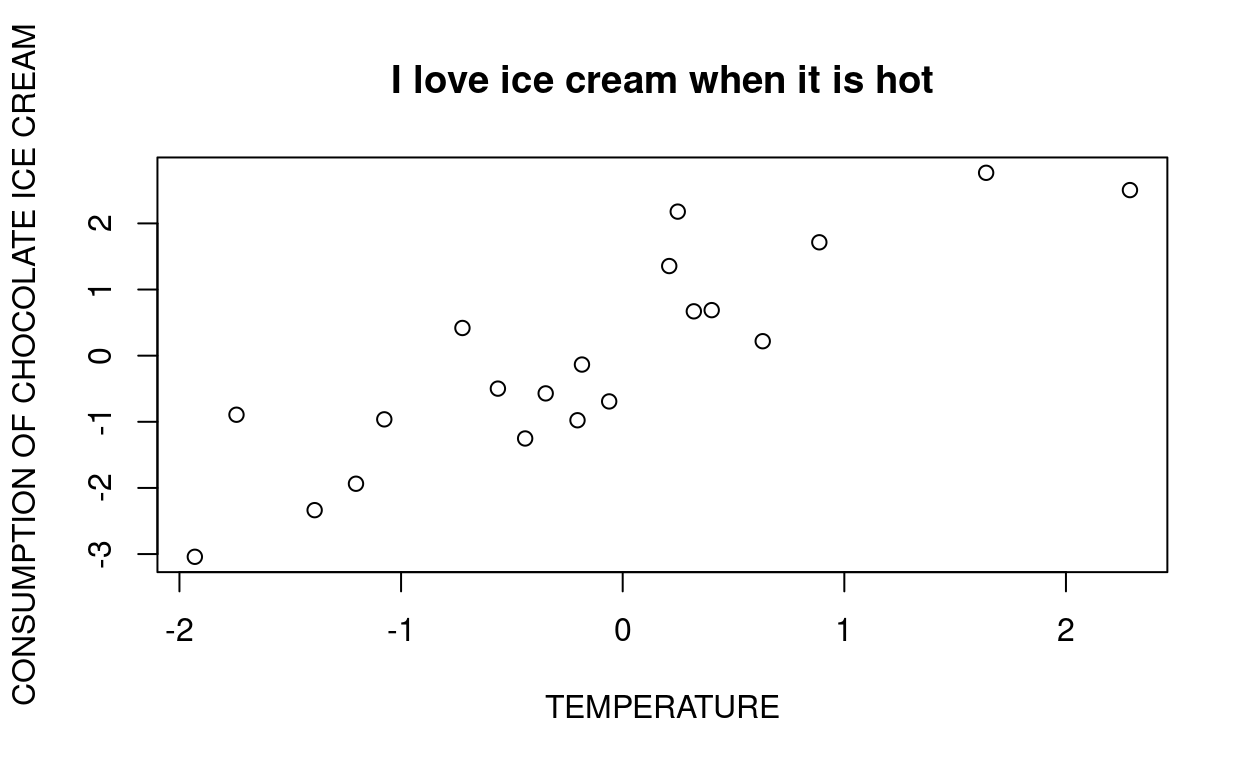 I love ice cream when it is hot
CONSUMPTION OF CHOCOLATE ICE CREAM
2
1
0
-1
-2
-3
-2 -1 0 1 2
TEMPERATURE